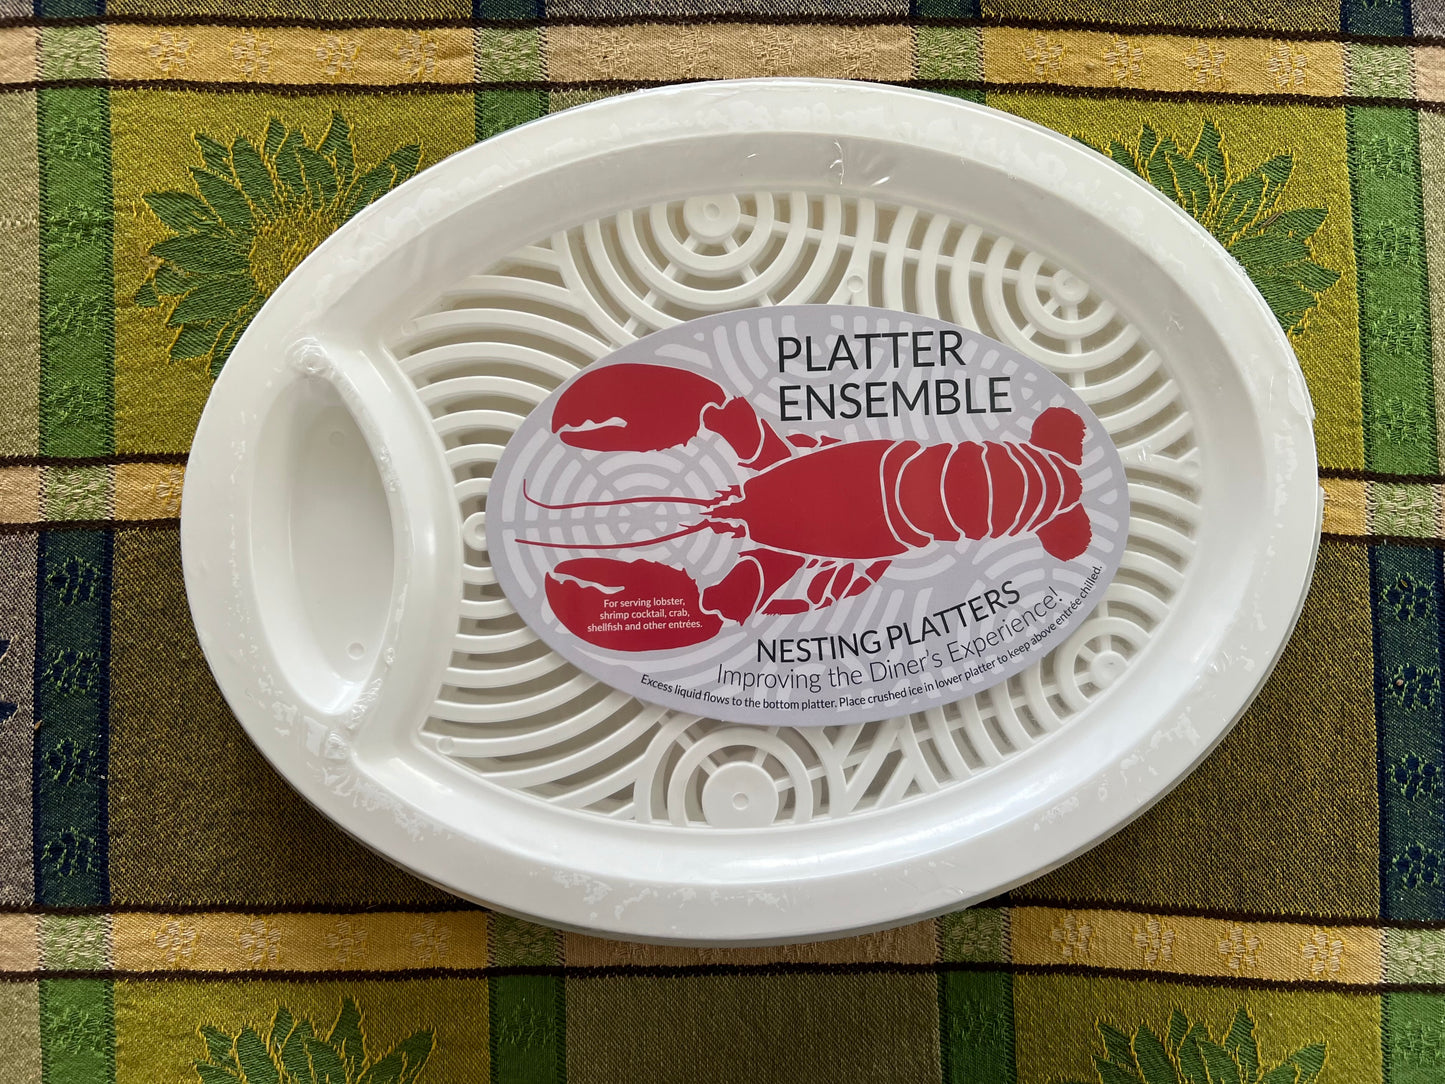 PLATTER
ENSEMBLE
For serving lobster,
shrimp cocktail, crab,
shellfish and other entrées.
NESTING PLATTERS
Improving the Diner's Experience!
Excess liquid flows to the bottom platter. Place crushed ice in lower platter to keep above entrée chilled.